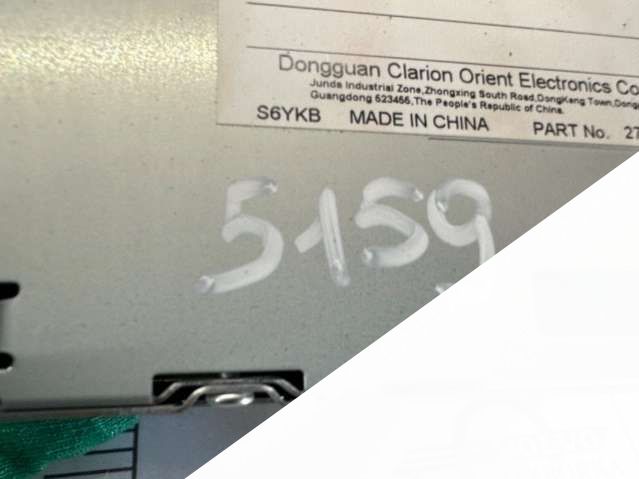 Dongguan Clarion Orient Electronics Co
Junda Industrial Zone,Zhongxing South Road,DongKeng Town,Dong
Guangdong 523455,The People's Republic of China.
S6YKB MADE IN CHINA PART No. 27
5159